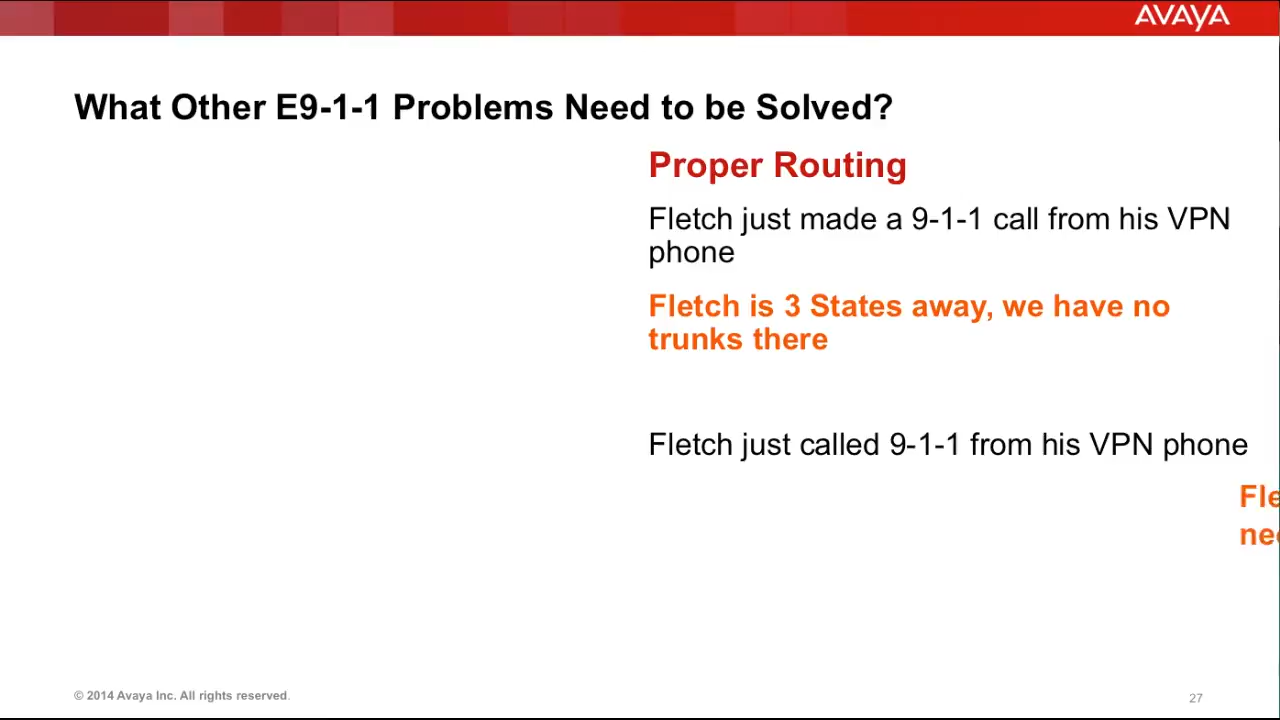 AVAYA
What Other E9-1-1 Problems Need to be Solved?
Proper Routing
Fletch just made a 9-1-1 call from his VPN
phone
Fletch is 3 States away, we have no
trunks there
Fletch just called 9-1-1 from his VPN phone
© 2014 Avaya Inc. All rights reserved.
27